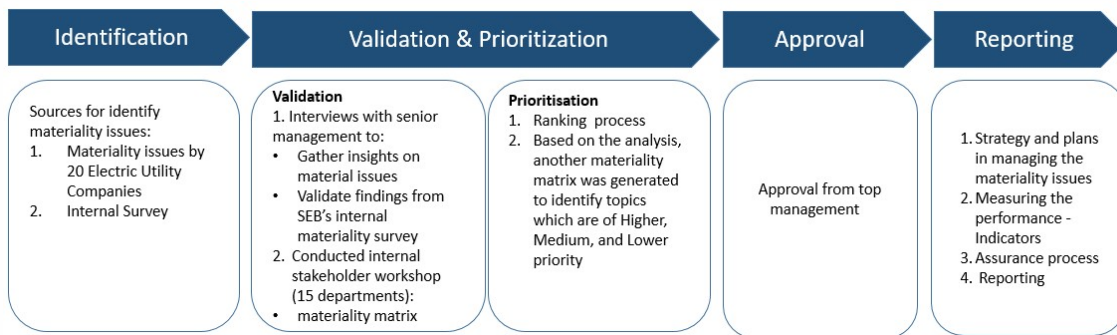 Identification
Validation & Prioritization
Approval
Reporting
Sources for identify
materiality issues:
1. Materiality issues by
20 Electric Utility
Companies
2. Internal Survey
Validation
1. Interviews with senior
management to:
• Gather insights on
material issues
• Validate findings from
SEB's internal
materiality survey
2. Conducted internal
stakeholder workshop
(15 departments):
• materiality matrix
Prioritisation
1. Ranking process
2. Based on the analysis,
another materiality
matrix was generated
to identify topics
which are of Higher,
Medium, and Lower
priority
Approval from top
management
1. Strategy and plans
in managing the
materiality issues
2. Measuring the
performance -
Indicators
3. Assurance process
4. Reporting